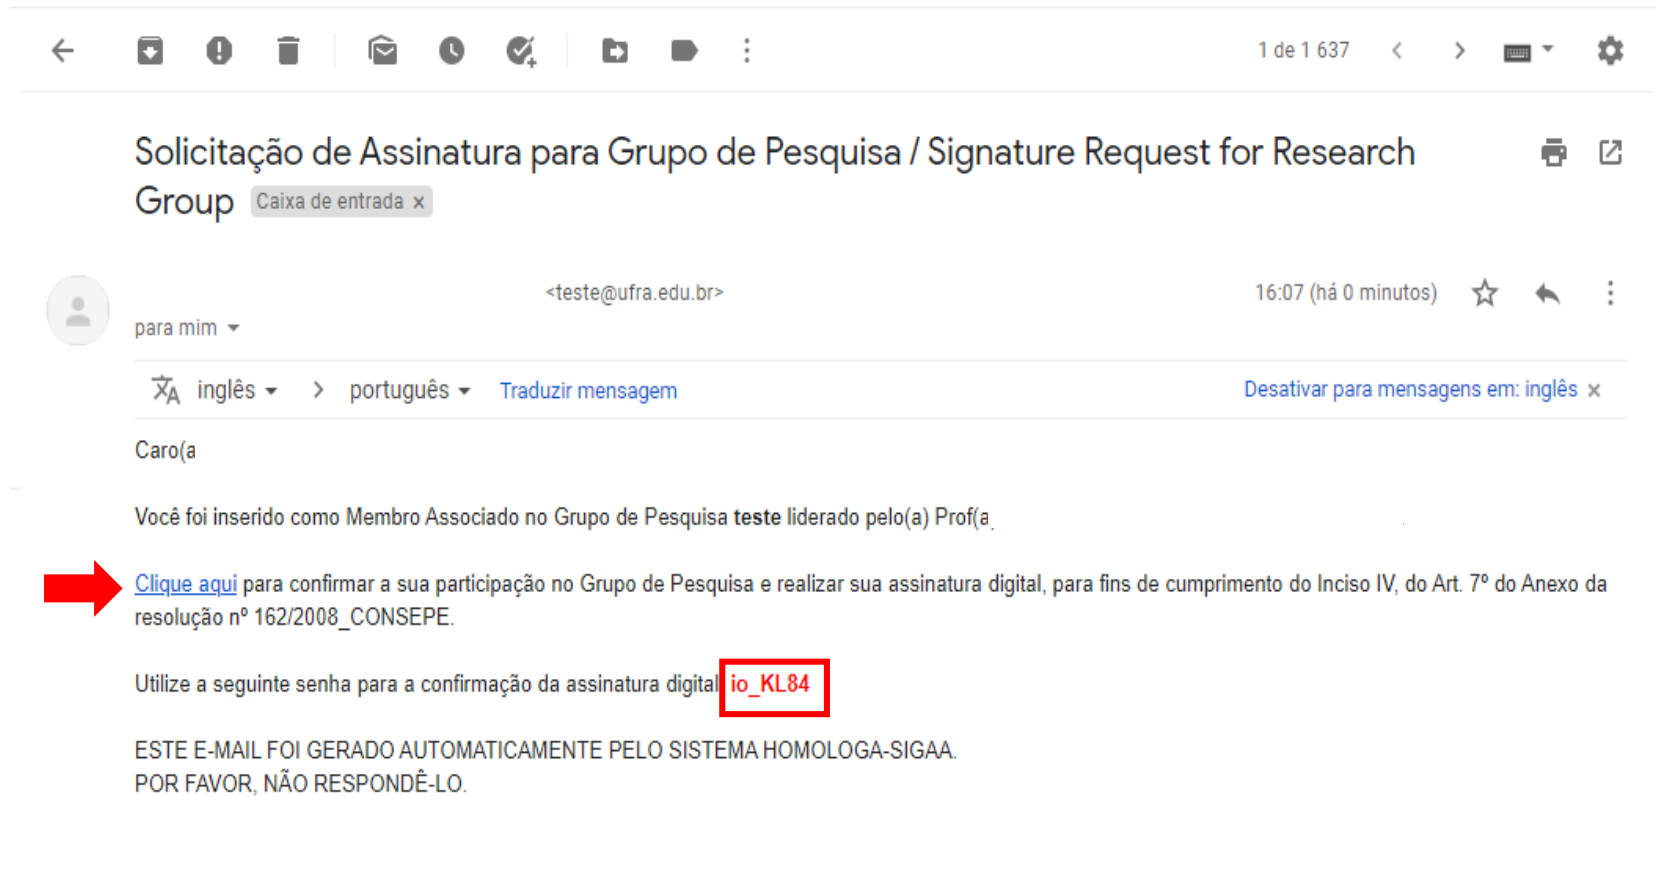 1 de 1 637
Solicitação de Assinatura para Grupo de Pesquisa / Signature Request for Research
Group Caixa de entrada x
<teste@ufra.edu.br> 16:07 (há 0 minutos)
para mim
inglês > português Traduzir mensagem Desativar para mensagens em: inglês x
Caro(a
Você foi inserido como Membro Associado no Grupo de Pesquisa teste liderado pelo(a) Prof(a
Clique aqui para confirmar a sua participação no Grupo de Pesquisa e realizar sua assinatura digital, para fins de cumprimento do Inciso IV, do Art. 7º do Anexo da
resolução nº 162/2008_CONSEPE.
Utilize a seguinte senha para a confirmação da assinatura digital io_KL84
ESTE E-MAIL FOI GERADO AUTOMATICAMENTE PELO SISTEMA HOMOLOGA-SIGAA.
POR FAVOR, NÃO RESPONDÊ-LO.